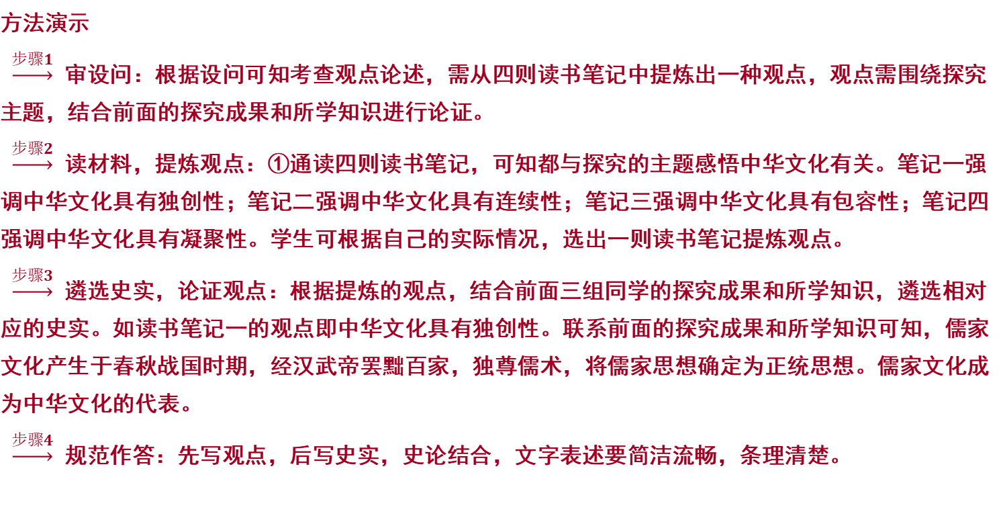 方法演示
步骤1
⟶ 审设问：根据设问可知考查观点论述，需从四则读书笔记中提炼出一种观点，观点需围绕探究
主题，结合前面的探究成果和所学知识进行论证。
步骤2
⟶ 读材料，提炼观点：①通读四则读书笔记，可知都与探究的主题感悟中华文化有关。笔记一强
调中华文化具有独创性；笔记二强调中华文化具有连续性；笔记三强调中华文化具有包容性；笔记四
强调中华文化具有凝聚性。学生可根据自己的实际情况，选出一则读书笔记提炼观点。
步骤3
⟶ 遴选史实，论证观点：根据提炼的观点，结合前面三组同学的探究成果和所学知识，遴选相对
应的史实。如读书笔记一的观点即中华文化具有独创性。联系前面的探究成果和所学知识可知，儒家
文化产生于春秋战国时期，经汉武帝罢黜百家，独尊儒术，将儒家思想确定为正统思想。儒家文化成
为中华文化的代表。
步骤4
⟶ 规范作答：先写观点，后写史实，史论结合，文字表述要简洁流畅，条理清楚。